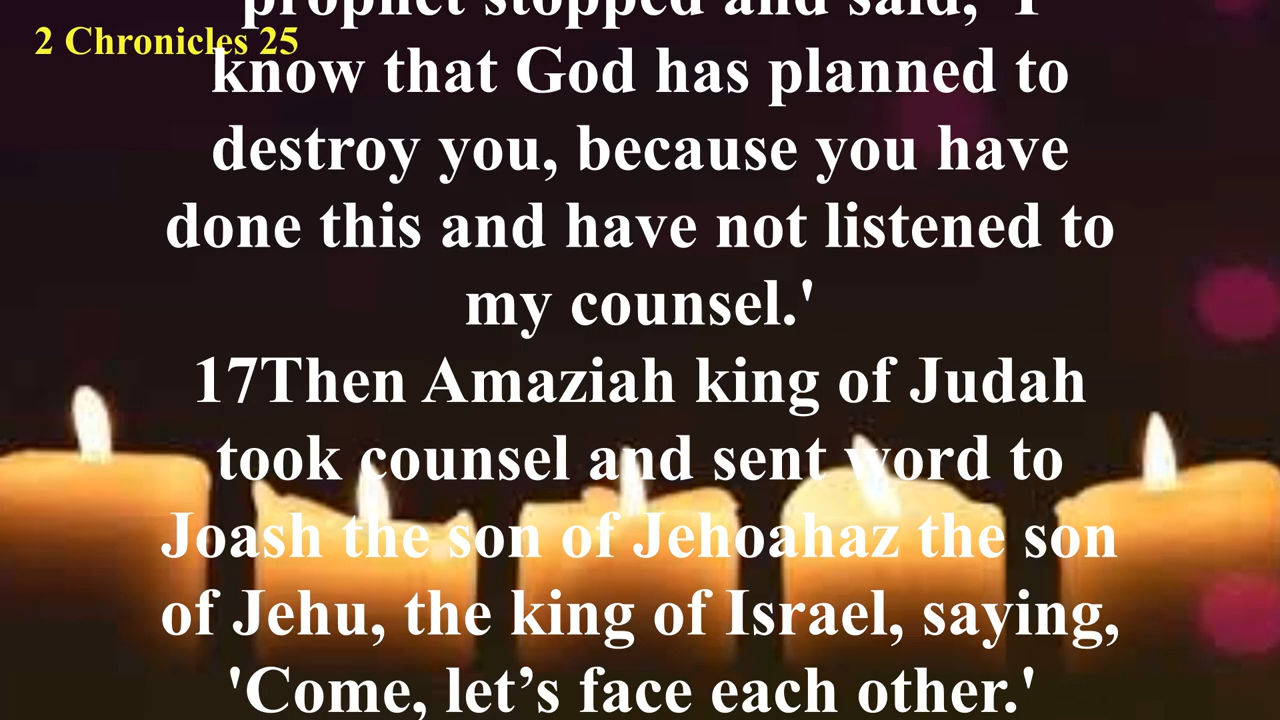 2 Chronicles 25
prophet stopped and said, 'I
know that God has planned to
destroy you, because you have
done this and have not listened to
my counsel.'
17Then Amaziah king of Judah
took counsel and sent word to
Joash the son of Jehoahaz the son
of Jehu, the king of Israel, saying,
'Come, let’s face each other.'